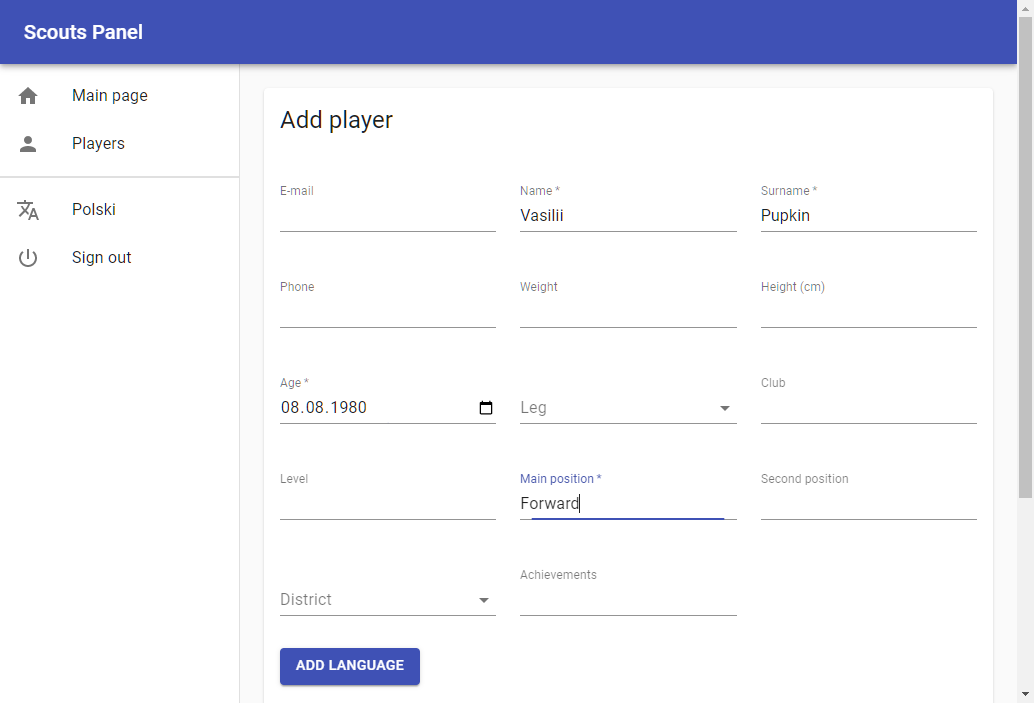 Scouts Panel
Main page
Players
Polski
Sign out
Add player
E-mail
Name *
Vasilii
Surname *
Pupkin
Phone
Weight
Height (cm)
Age *
08.08.1980
Leg
Club
Level
Main position *
Forward
Second position
District
Achievements
ADD LANGUAGE